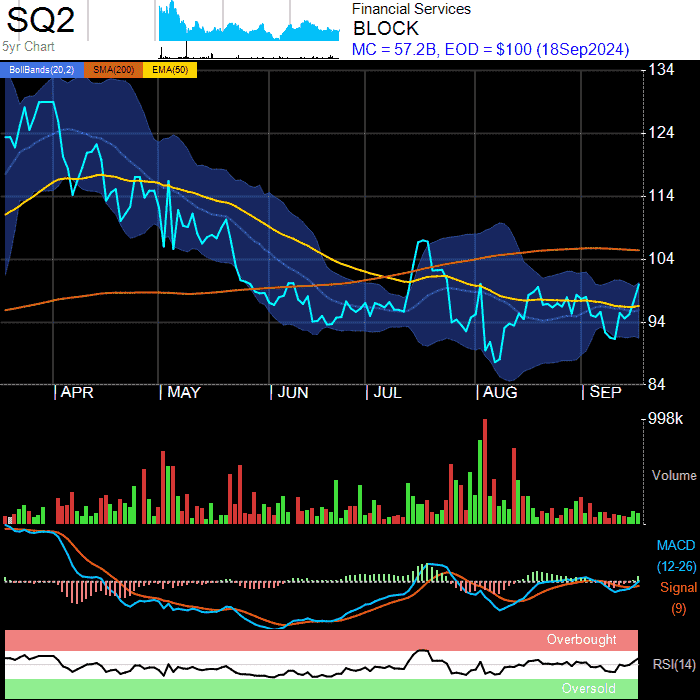 SQ2
5yr Chart
Financial Services
BLOCK
MC = 57.2B, EOD = $100 (18Sep2024)
BollBands(20,2) SMA(200) EMA(50)
134
124
114
104
94
84
APR MAY JUN JUL AUG SEP
998k
Volume
MACD
(12-26)
Signal
(9)
Overbought
RSI(14)
Oversold